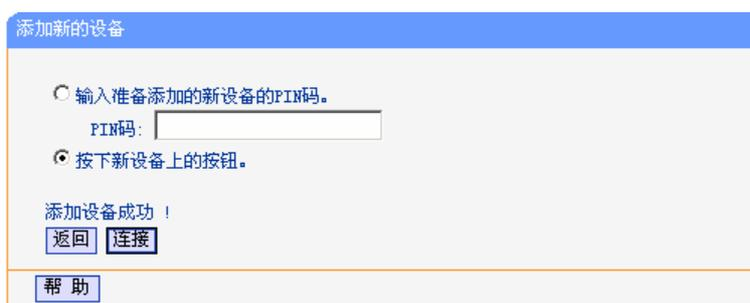 添加新的设备
输入准备添加的新设备的PIN码。
PIN码:
按下新设备上的按钮。
添加设备成功 !
返回 连接
帮 助